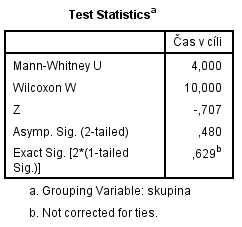 Test Statistics^a
Čas v cíli
Mann-Whitney U 4,000
Wilcoxon W 10,000
Z -,707
Asymp. Sig. (2-tailed) ,480
Exact Sig. [2*(1-tailed Sig.)] ,629^b
a. Grouping Variable: skupina
b. Not corrected for ties.